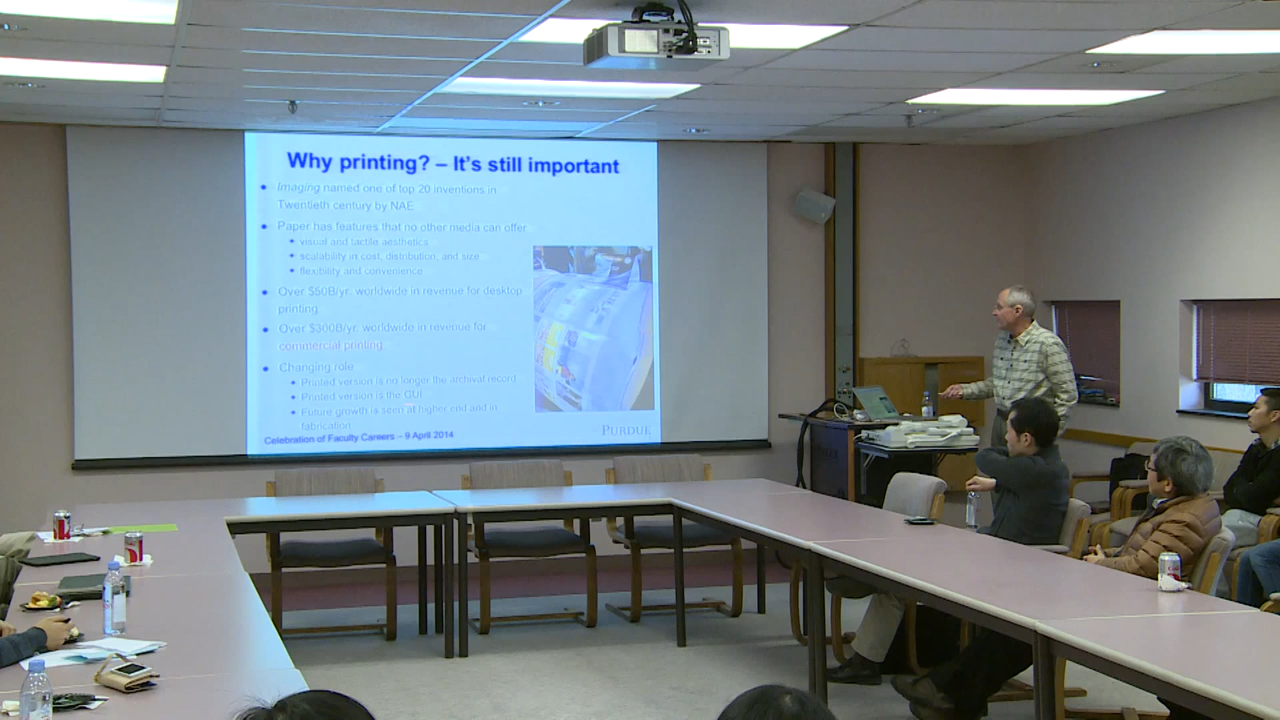 Why printing? – It's still important
• Imaging named one of top 20 inventions in
Twentieth century by NAE
• Paper has features that no other media can offer
• visual and tactile aesthetics
• scalability in cost, distribution, and size
• flexibility and convenience
• Over $50B/yr. worldwide in revenue for desktop
printing
• Over $300B/yr. worldwide in revenue for
commercial printing
• Changing role
• Printed version is no longer the archival record
• Printed version is the GUI
• Future growth is seen at higher end and in
fabrication
Celebration of Faculty Careers – 9 April 2014
PURDUE